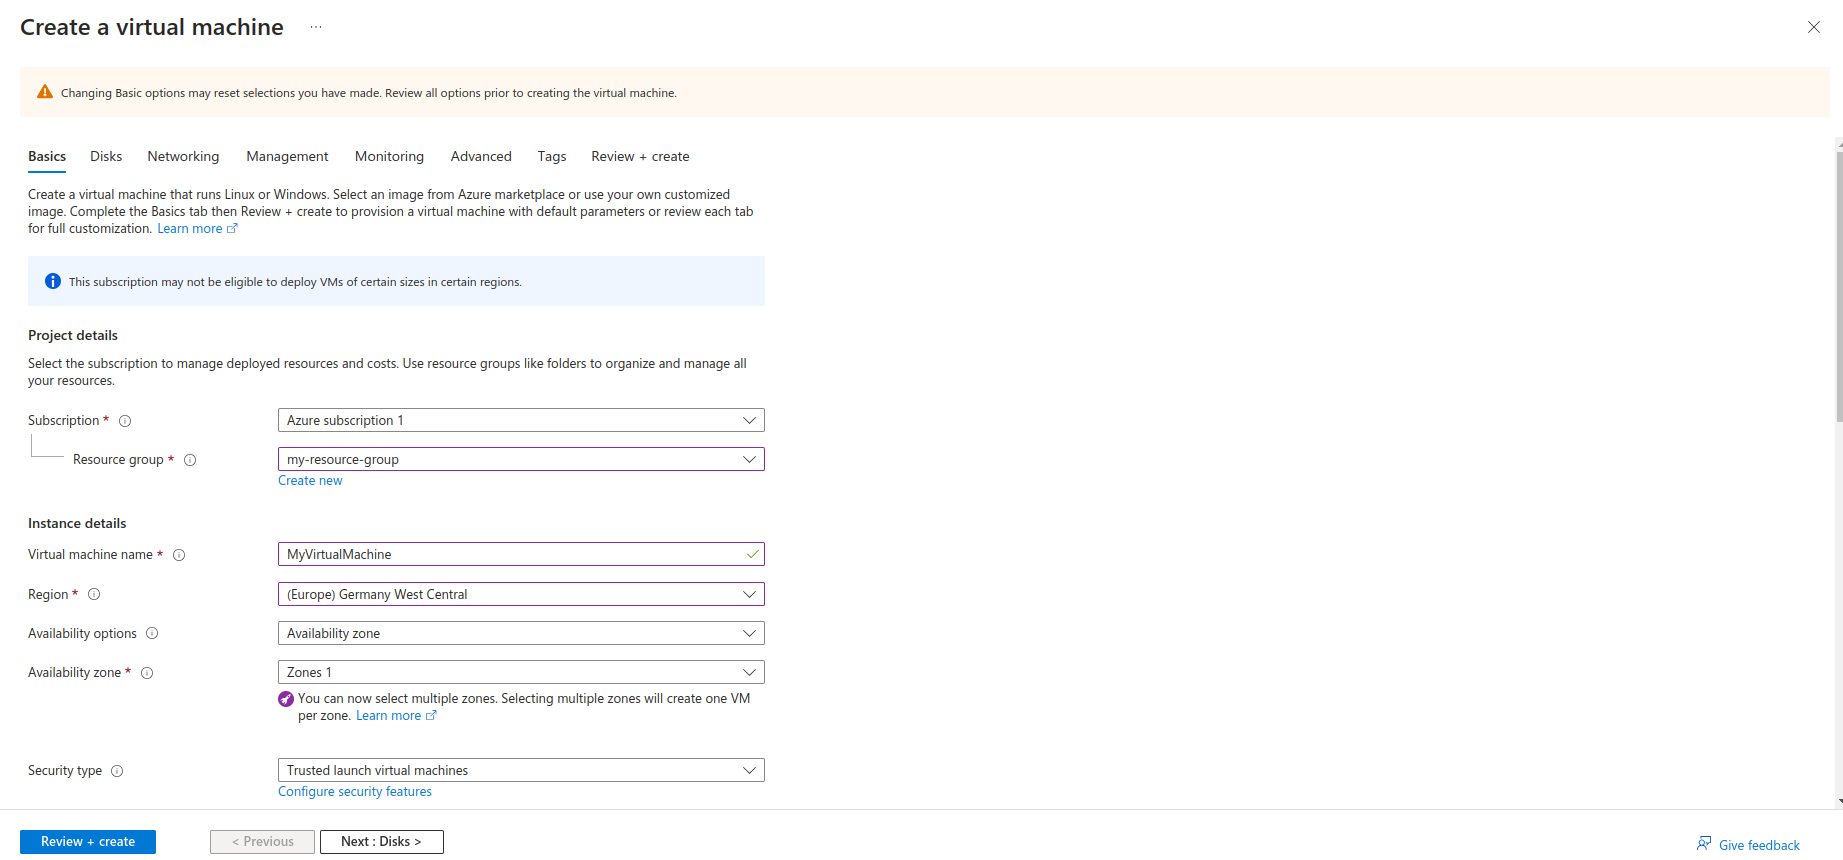 Create a virtual machine ...
Changing Basic options may reset selections you have made. Review all options prior to creating the virtual machine.
Basics Disks Networking Management Monitoring Advanced Tags Review + create
Create a virtual machine that runs Linux or Windows. Select an image from Azure marketplace or use your own customized
image. Complete the Basics tab then Review + create to provision a virtual machine with default parameters or review each tab
for full customization. Learn more
This subscription may not be eligible to deploy VMs of certain sizes in certain regions.
Project details
Select the subscription to manage deployed resources and costs. Use resource groups like folders to organize and manage all
your resources.
Subscription * Azure subscription 1
Resource group * my-resource-group
Create new
Instance details
Virtual machine name * MyVirtualMachine
Region * (Europe) Germany West Central
Availability options Availability zone
Availability zone * Zones 1
You can now select multiple zones. Selecting multiple zones will create one VM
per zone. Learn more
Security type Trusted launch virtual machines
Configure security features
Review + create < Previous Next : Disks > Give feedback